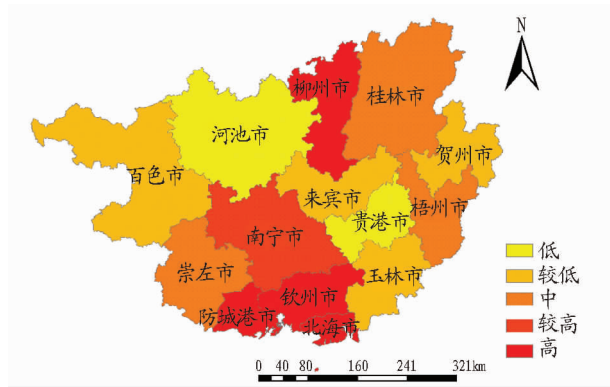 N
柳州市
桂林市
河池市
贺州市
百色市
来宾市
梧州市
贵港市
南宁市
崇左市
玉林市
钦州市
防城港市
北海市
低
较低
中
较高
高
0 40 80 160 241 321km